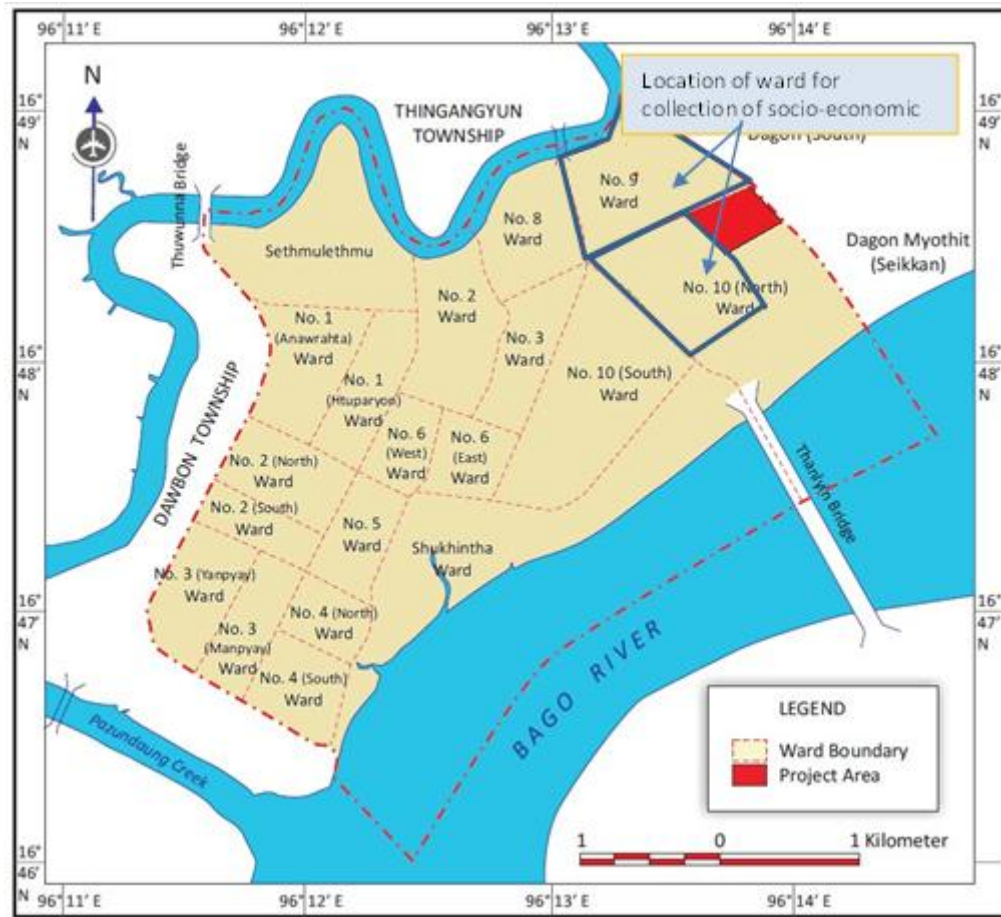 96° 11' E
96° 12' E
96° 13' E
96° 14' E
16°
49'
N
16°
49'
N
N
Location of ward for
collection of socio-economic
THINGANGYUN
TOWNSHIP
Dagon (South)
Thuwunna Bridge
No. 9
Ward
No. 8
Ward
Sethmulethmu
Dagon Myothit
(Seikkan)
No. 10 (North)
Ward
No. 2
Ward
No. 1
(Anawrahta)
Ward
No. 3
Ward
16°
48'
N
16°
48'
N
No. 10 (South)
Ward
No. 1
(Htuparyon)
Ward
DAWBON TOWNSHIP
No. 6
(West)
Ward
No. 6
(East)
Ward
No. 2 (North)
Ward
Thanlyin Bridge
No. 2 (South)
Ward
No. 5
Ward
Shukhintha
Ward
No. 3 (Yanpyay)
Ward
16°
47'
N
16°
47'
N
No. 4 (North)
Ward
No. 3
(Manpyay)
Ward
No. 4 (South)
Ward
BAGO RIVER
Pazundaung Creek
LEGEND
Ward Boundary
Project Area
1 0 1 Kilometer
16°
46'
N
16°
46'
N
96° 11' E
96° 12' E
96° 13' E
96° 14' E